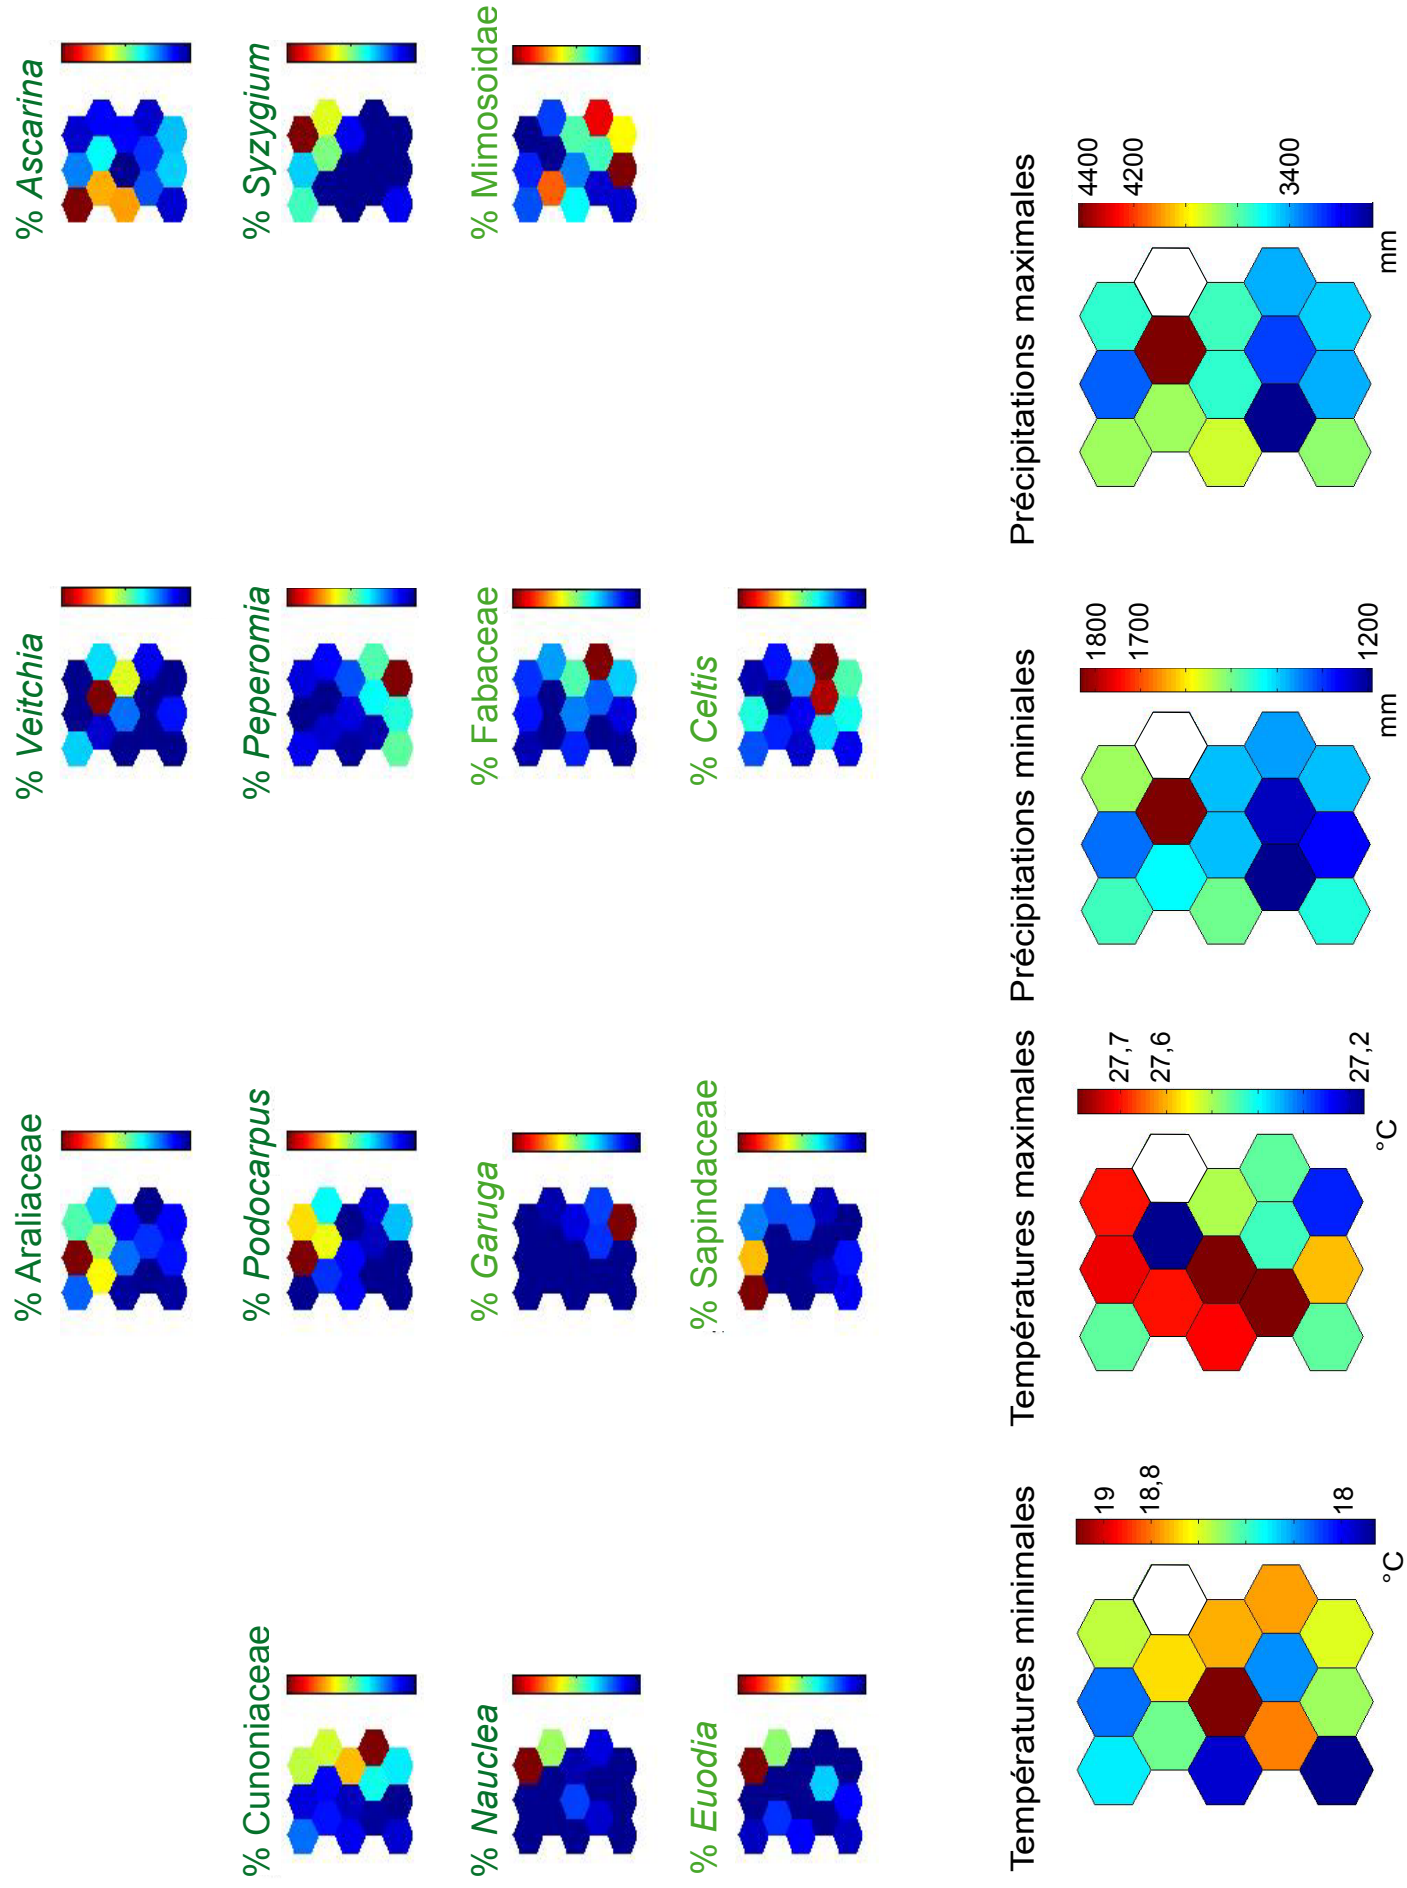 % Araliaceae
% Veitchia
% Ascarina
% Cunoniaceae
% Podocarpus
% Peperomia
% Syzygium
% Nauclea
% Garuga
% Fabaceae
% Mimosoidae
% Euodia
% Sapindaceae
% Celtis
Températures minimales
19
18,8
18
°C
Températures maximales
27,7
27,6
27,2
°C
Précipitations miniales
1800
1700
1200
mm
Précipitations maximales
4400
4200
3400
mm